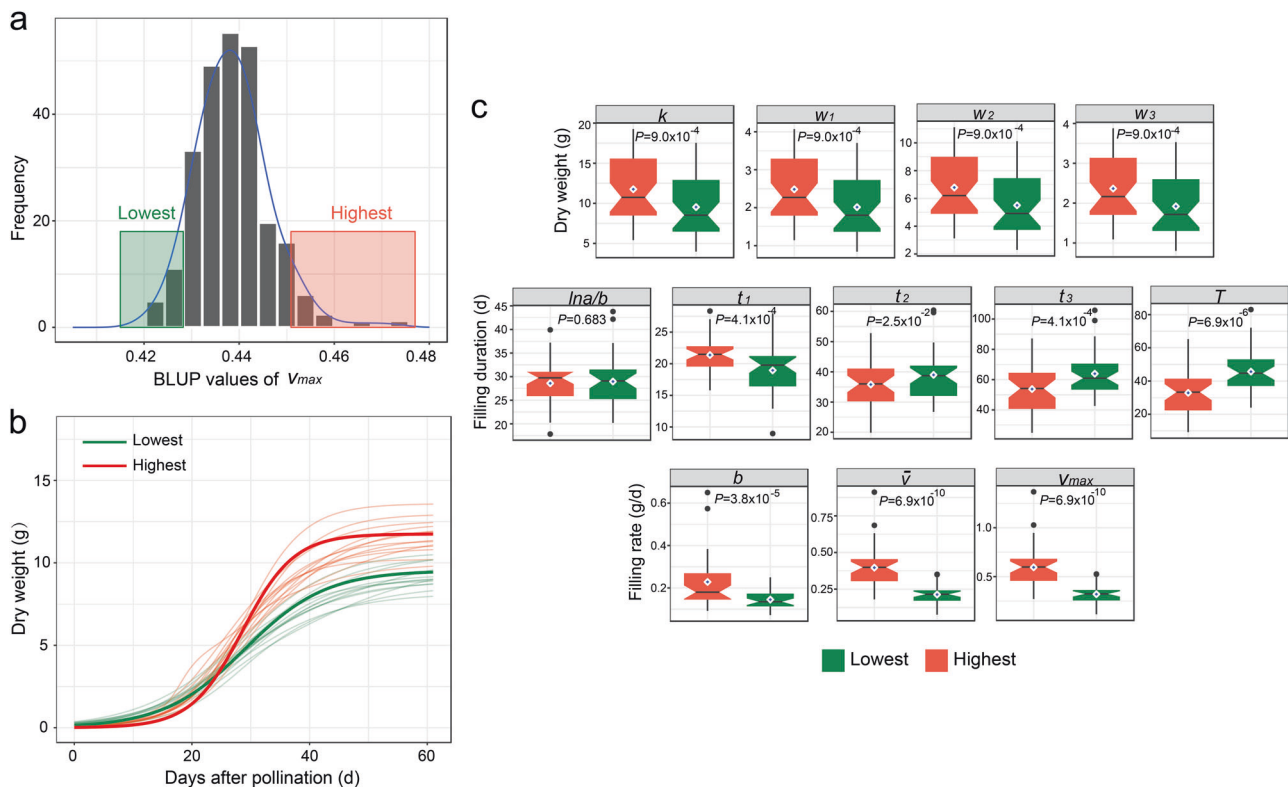 a
Frequency
40
20
0
Lowest
Highest
0.42
0.44
0.46
0.48
BLUP values of vmax
b
Lowest
Highest
Dry weight (g)
15
10
5
0
0
20
40
60
Days after pollination (d)
c
k
w1
w2
w3
P=9.0x10-4
P=9.0x10-4
P=9.0x10-4
P=9.0x10-4
Dry weight (g)
20
15
10
5
4
3
2
1
10
8
6
4
2
4
3
2
1
lna/b
t1
t2
t3
T
P=0.683
P=4.1x10-4
P=2.5x10-2
P=4.1x10-4
P=6.9x10-6
Filling duration (d)
45
40
35
30
25
20
25
20
15
10
60
50
40
30
20
100
80
60
40
80
60
40
20
b
v̄
vmax
P=3.8x10-5
P=6.9x10-10
P=6.9x10-10
Filling rate (g/d)
0.6
0.4
0.2
0.75
0.50
0.25
1.0
0.5
Lowest
Highest